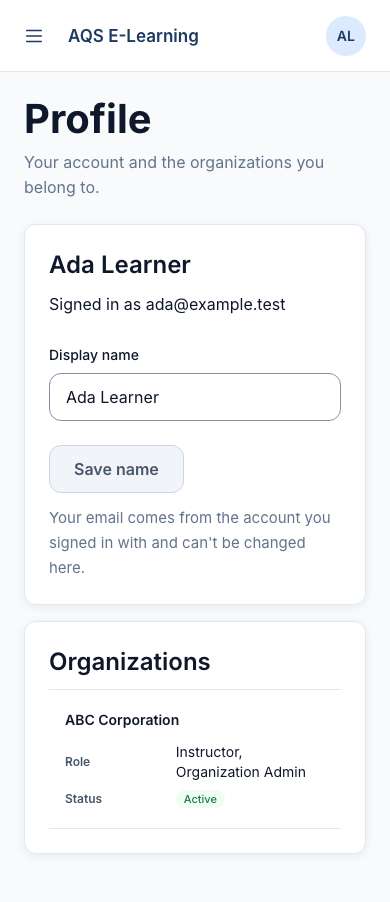 AQS E-Learning
AL
Profile
Your account and the organizations you
belong to.
Ada Learner
Signed in as ada@example.test
Display name
Ada Learner
Save name
Your email comes from the account you
signed in with and can't be changed
here.
Organizations
ABC Corporation
Role
Instructor,
Organization Admin
Status
Active